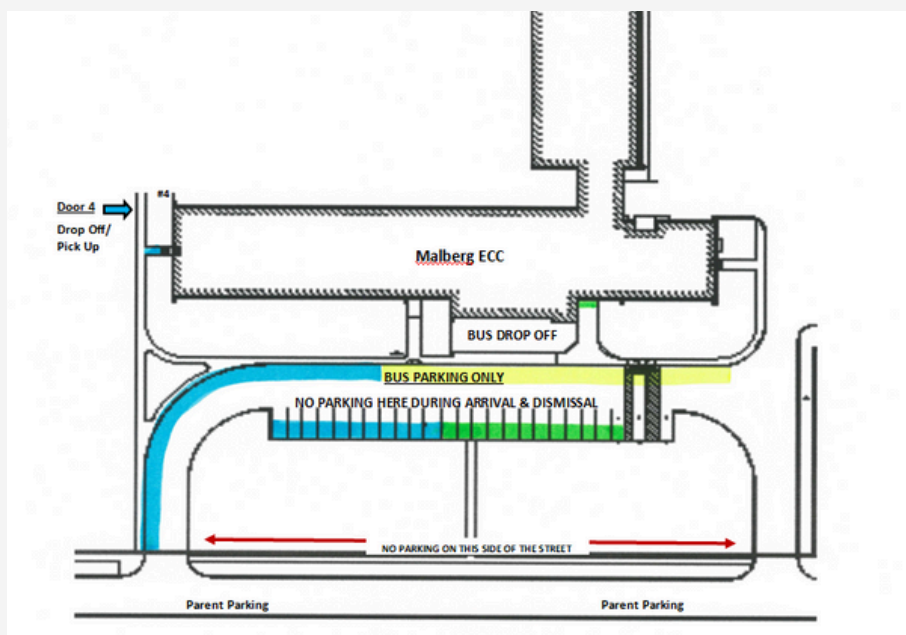 #4
Door 4
Drop Off/
Pick Up
Malberg ECC
BUS DROP OFF
BUS PARKING ONLY
NO PARKING HERE DURING ARRIVAL & DISMISSAL
NO PARKING ON THIS SIDE OF THE STREET
Parent Parking
Parent Parking